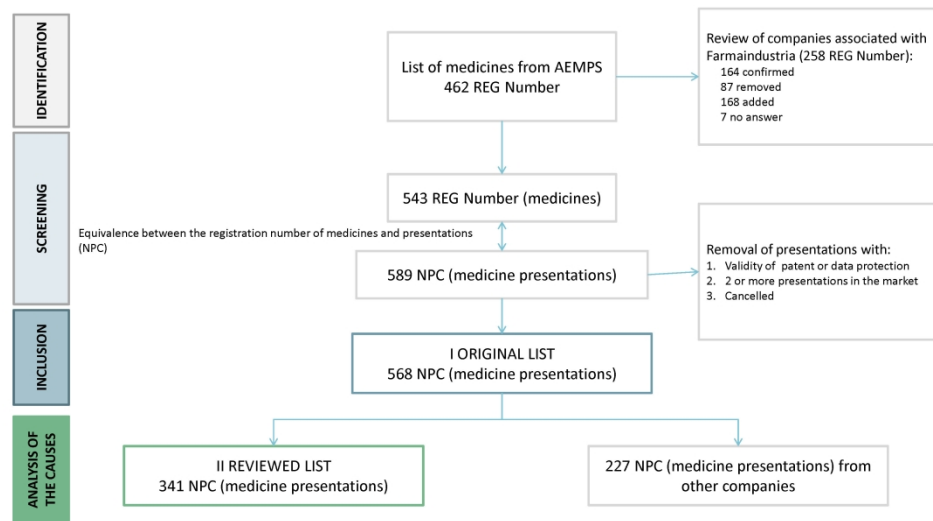 IDENTIFICATION
List of medicines from AEMPS
462 REG Number
Review of companies associated with
Farmaindustria (258 REG Number):
164 confirmed
87 removed
168 added
7 no answer
SCREENING
543 REG Number (medicines)
Equivalence between the registration number of medicines and presentations
(NPC)
589 NPC (medicine presentations)
Removal of presentations with:
1. Validity of patent or data protection
2. 2 or more presentations in the market
3. Cancelled
INCLUSION
I ORIGINAL LIST
568 NPC (medicine presentations)
ANALYSIS OF
THE CAUSES
II REVIEWED LIST
341 NPC (medicine presentations)
227 NPC (medicine presentations) from
other companies